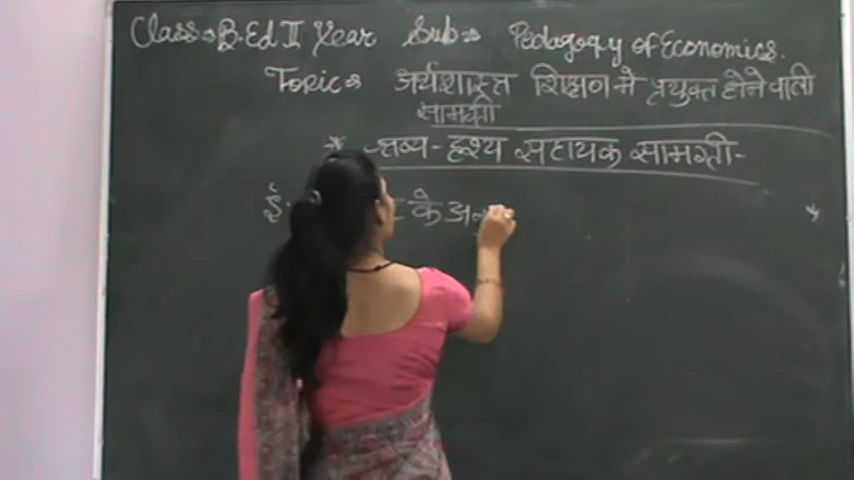 Class⇒ B.Ed II Year Sub⇒ Pedagogy of Economics.
Topic⇒ अर्थशास्त्र शिक्षण मे प्रयुक्त होने वाली
सामग्री
* श्रव्य-दृश्य सहायक सामग्री-
के